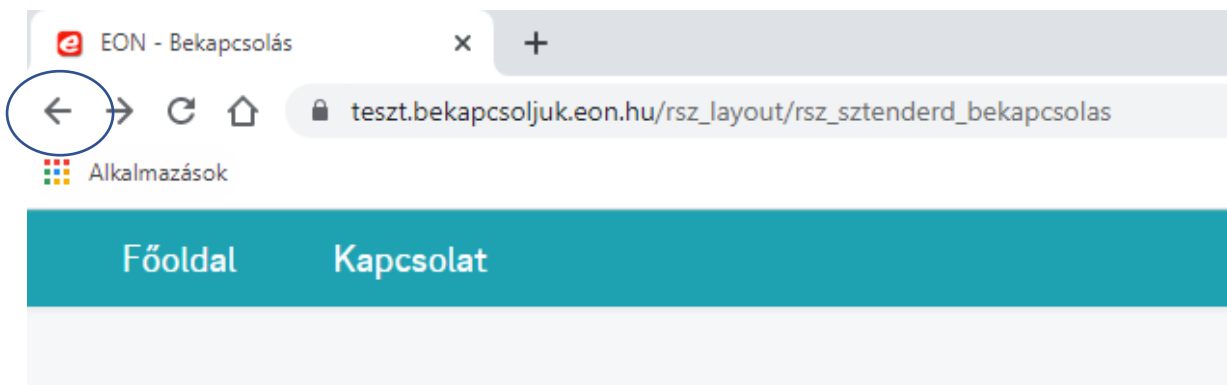 EON - Bekapcsolás
teszt.bekapcsoljuk.eon.hu/rsz_layout/rsz_sztenderd_bekapcsolas
Alkalmazások
Főoldal Kapcsolat